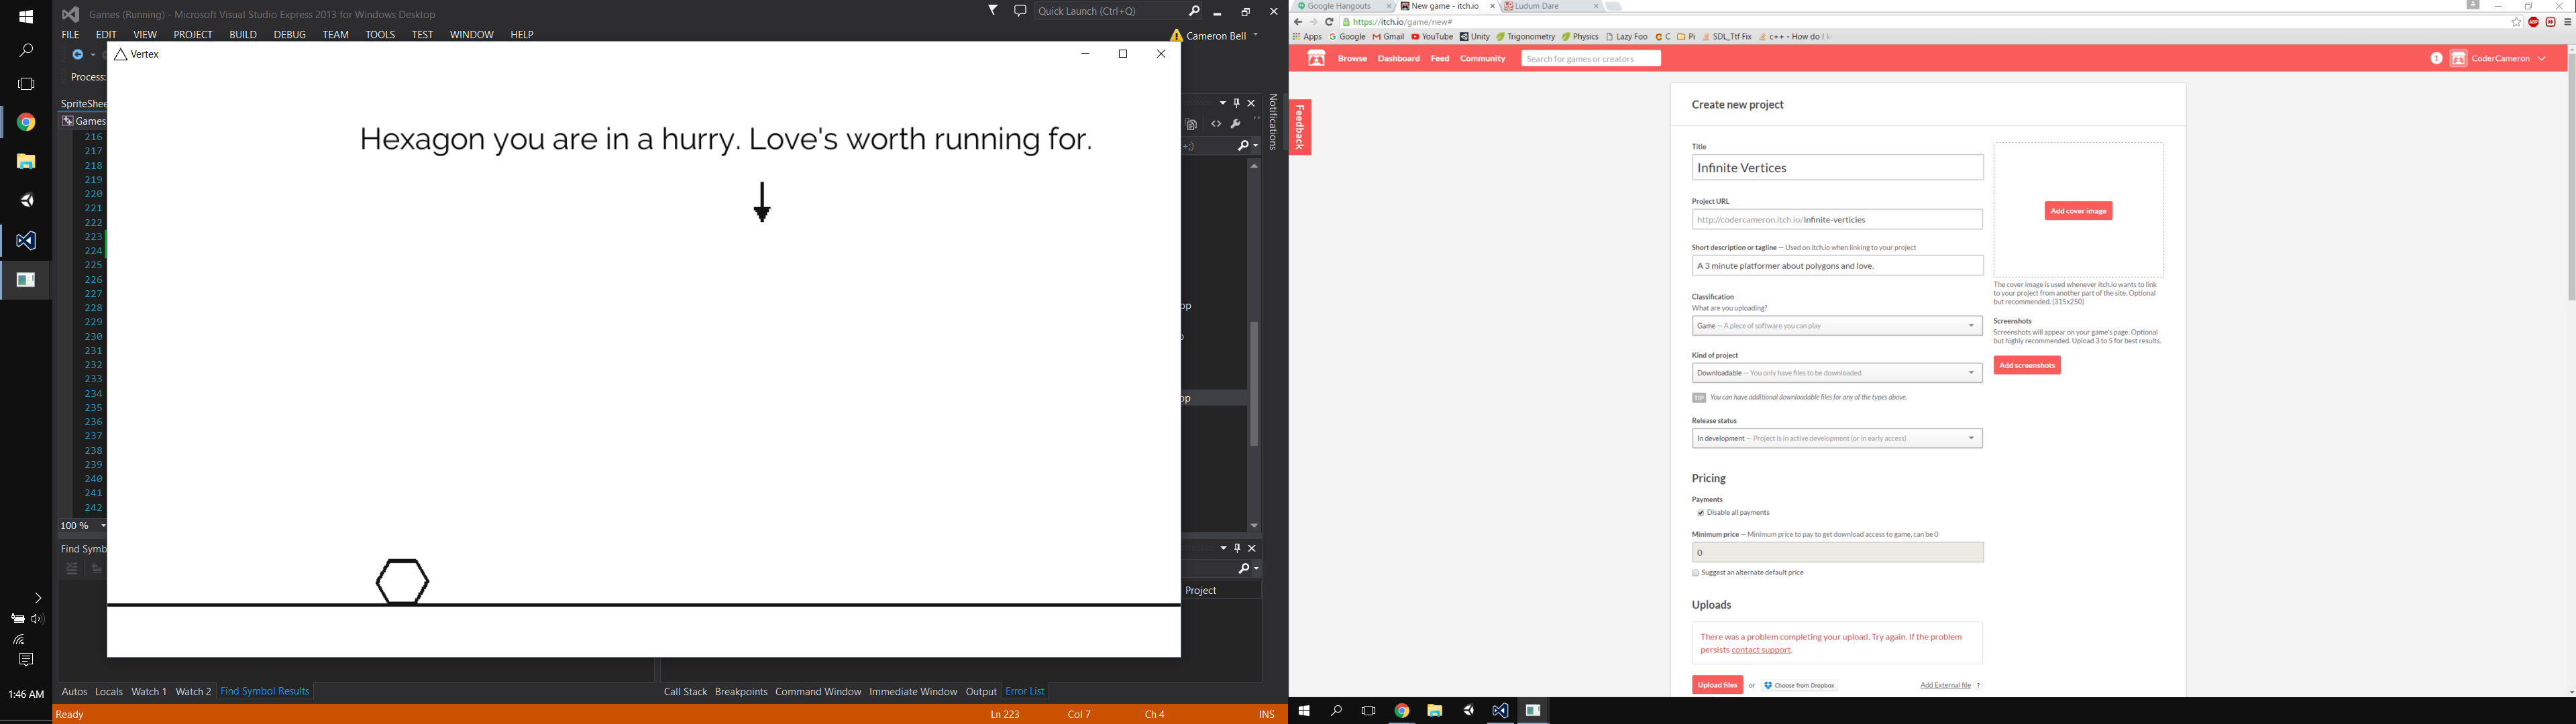 Games (Running) - Microsoft Visual Studio Express 2013 for Windows Desktop
Quick Launch (Ctrl+Q)
FILE EDIT VIEW PROJECT BUILD DEBUG TEAM TOOLS TEST WINDOW HELP
Cameron Bell
Vertex
Process:
SpriteShee
Games
Notifications
Hexagon you are in a hurry. Love's worth running for.
216
217
218
219
220
221
222
223
224
225
226
227
228
229
230
231
232
233
234
235
236
237
238
239
240
241
242
100 %
Find Symb
Project
Autos Locals Watch 1 Watch 2 Find Symbol Results
Call Stack Breakpoints Command Window Immediate Window Output Error List
1:46 AM
Ready
Ln 223 Col 7 Ch 4 INS
Google Hangouts New game - itch.io Ludum Dare
https://itch.io/game/new#
Apps Google Gmail YouTube Unity Trigonometry Physics Lazy Foo C Pi SDL_Ttf Fix c++ - How do I
Browse Dashboard Feed Community Search for games or creators
1 CoderCameron
Feedback
Create new project
Title
Infinite Vertices
Project URL
http://codercameron.itch.io/infinite-verticies
Short description or tagline — Used on itch.io when linking to your project
A 3 minute platformer about polygons and love.
Classification
What are you uploading?
Game — A piece of software you can play
Kind of project
Downloadable — You only have files to be downloaded
TIP You can have additional downloadable files for any of the types above.
Release status
In development — Project is in active development (or in early access)
Pricing
Payments
Disable all payments
Minimum price — Minimum price to pay to get download access to game, can be 0
0
Suggest an alternate default price
Uploads
There was a problem completing your upload. Try again. If the problem
persists contact support.
Upload files or Choose from Dropbox Add External file ?
Add cover image
The cover image is used whenever itch.io wants to link
to your project from another part of the site. Optional
but recommended. (315x250)
Screenshots
Screenshots will appear on your game's page. Optional
but highly recommended. Upload 3 to 5 for best results.
Add screenshots